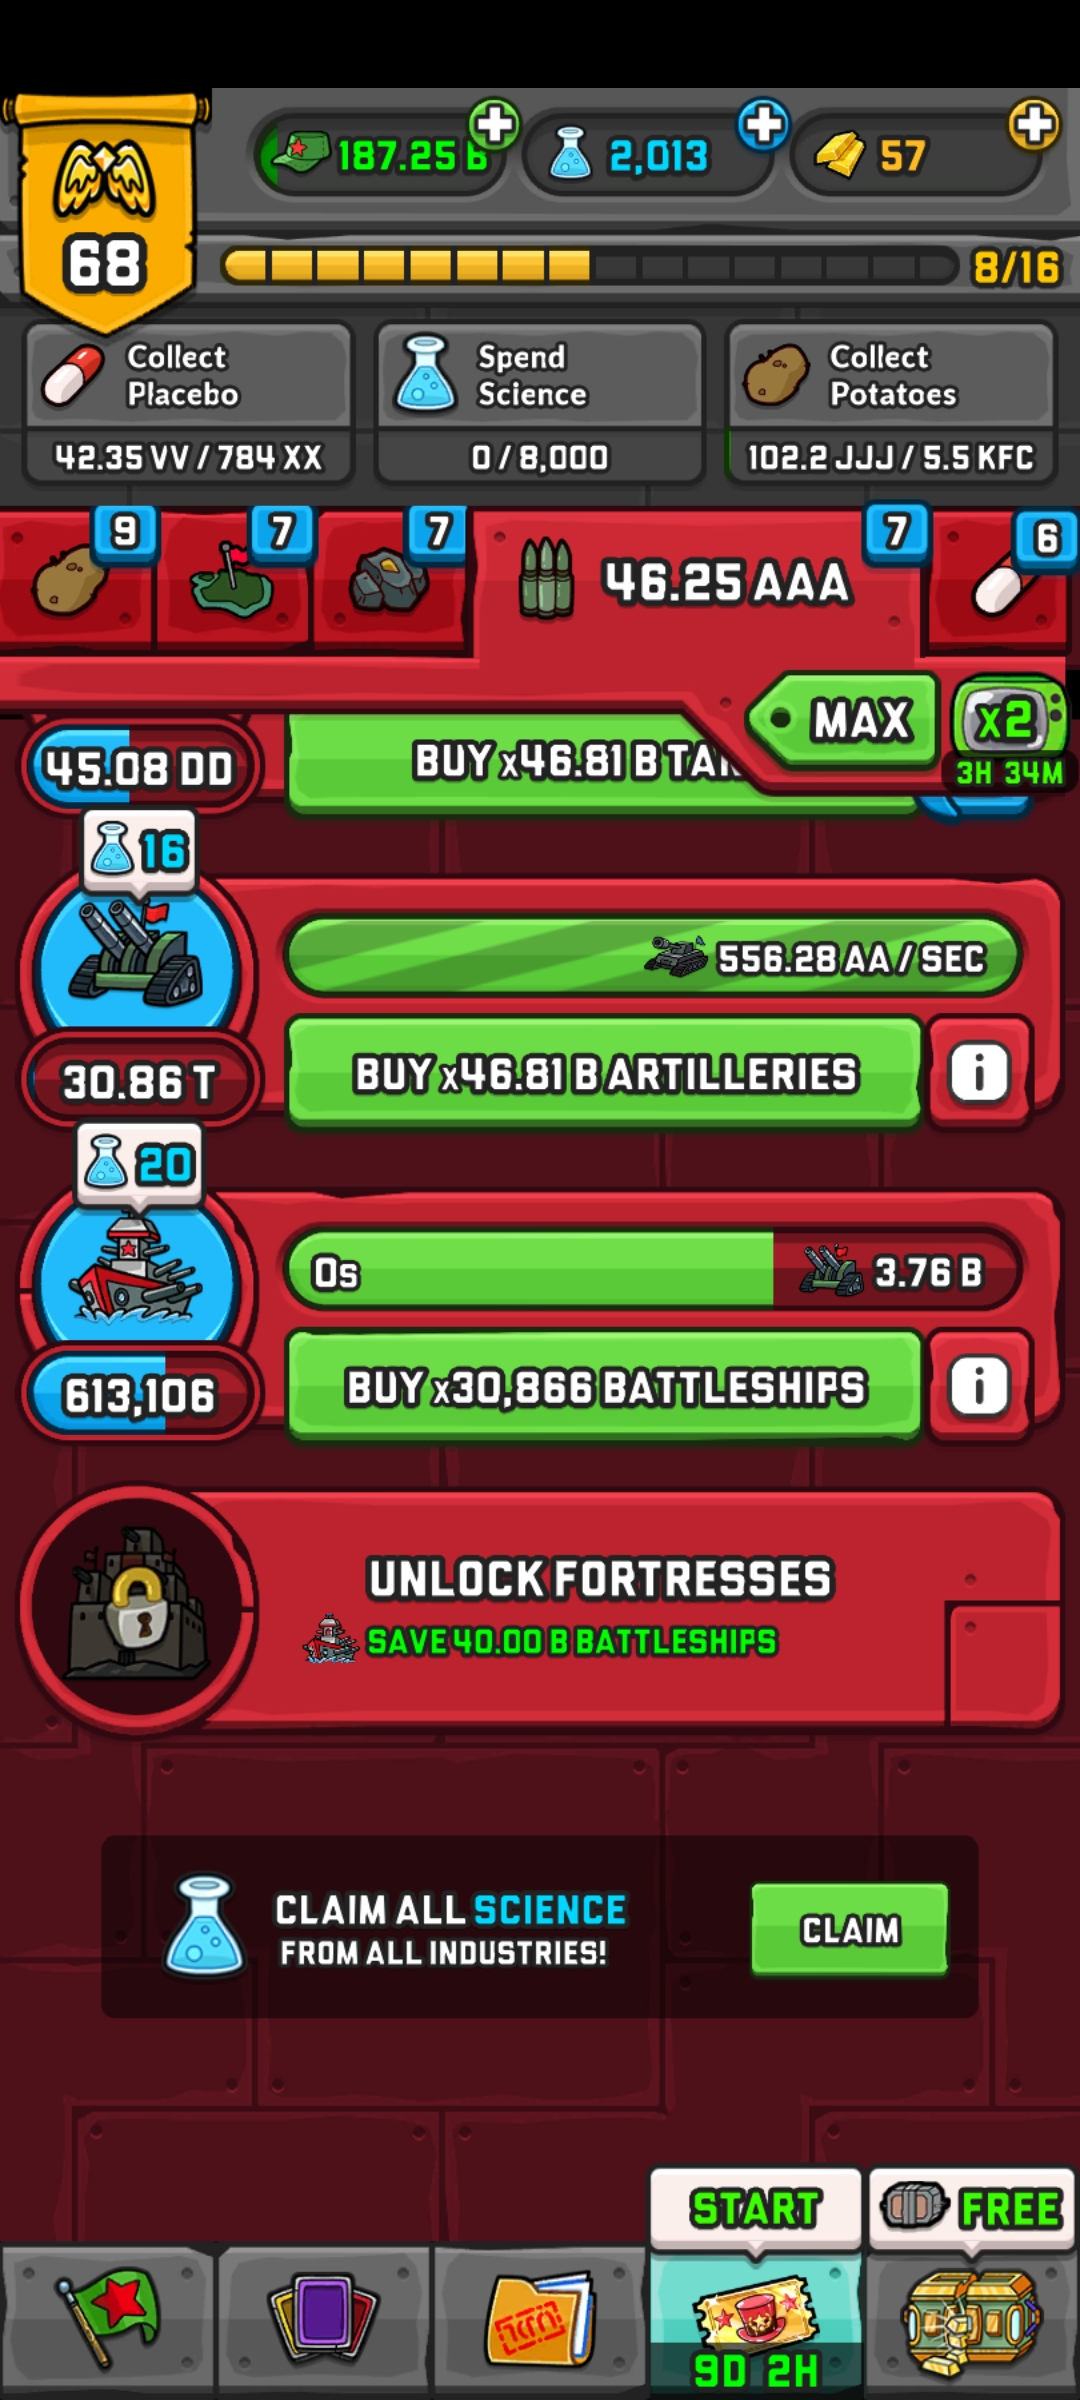 187.25 B
2,013
57
68
8/16
Collect
Placebo
42.35 VV / 784 XX
Spend
Science
0 / 8,000
Collect
Potatoes
102.2 JJJ / 5.5 KFC
9
7
7
46.25 AAA
7
6
MAX
x2
3H 34M
45.08 DD
BUY x46.81 B
16
556.28 AA / SEC
30.86 T
BUY x46.81 B ARTILLERIES
i
20
0s
3.76 B
613,106
BUY x30,866 BATTLESHIPS
i
UNLOCK FORTRESSES
SAVE 40.00 B BATTLESHIPS
CLAIM ALL SCIENCE
FROM ALL INDUSTRIES!
CLAIM
START
FREE
9D 2H